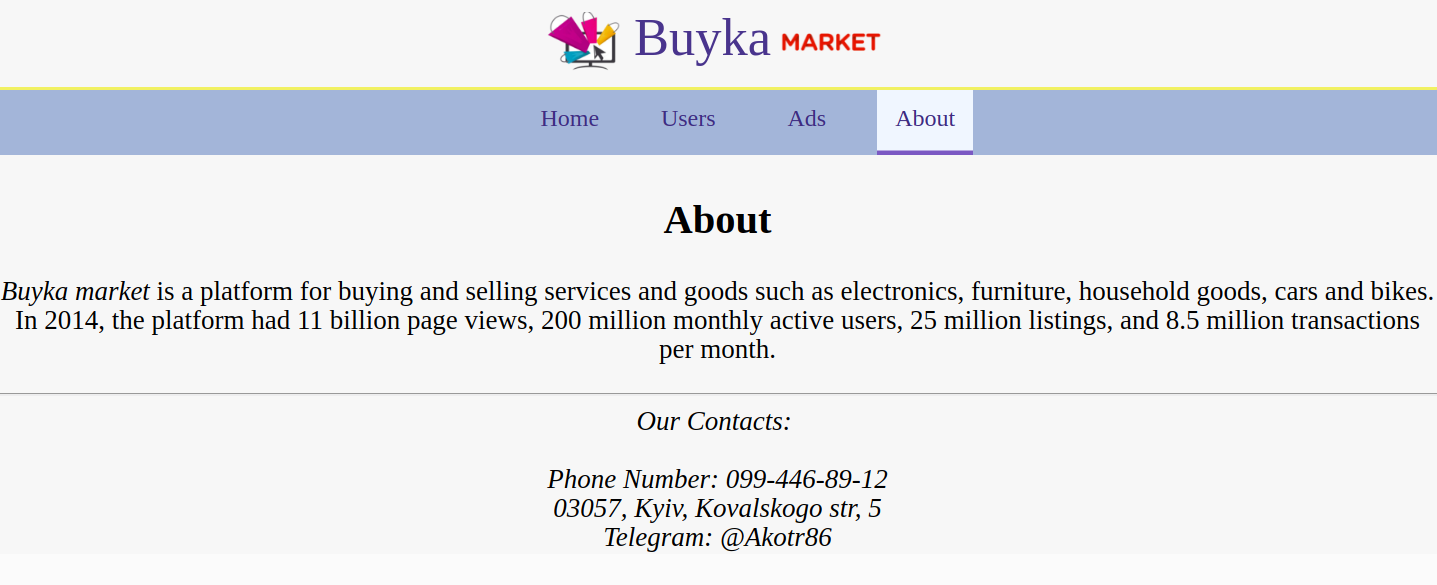 Buyka MARKET
Home Users Ads About
About
Buyka market is a platform for buying and selling services and goods such as electronics, furniture, household goods, cars and bikes.
In 2014, the platform had 11 billion page views, 200 million monthly active users, 25 million listings, and 8.5 million transactions
per month.
Our Contacts:
Phone Number: 099-446-89-12
03057, Kyiv, Kovalskogo str, 5
Telegram: @Akotr86